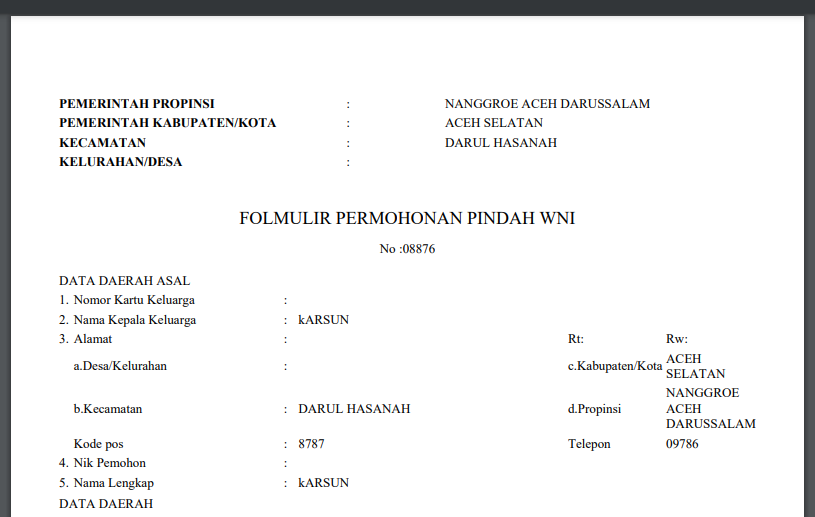 PEMERINTAH PROPINSI : NANGGROE ACEH DARUSSALAM
PEMERINTAH KABUPATEN/KOTA : ACEH SELATAN
KECAMATAN : DARUL HASANAH
KELURAHAN/DESA :
FOLMULIR PERMOHONAN PINDAH WNI
No :08876
DATA DAERAH ASAL
1. Nomor Kartu Keluarga :
2. Nama Kepala Keluarga : kARSUN
3. Alamat : Rt: Rw:
a.Desa/Kelurahan : c.Kabupaten/Kota ACEH
SELATAN
b.Kecamatan : DARUL HASANAH d.Propinsi NANGGROE
ACEH
DARUSSALAM
Kode pos : 8787 Telepon 09786
4. Nik Pemohon :
5. Nama Lengkap : kARSUN
DATA DAERAH